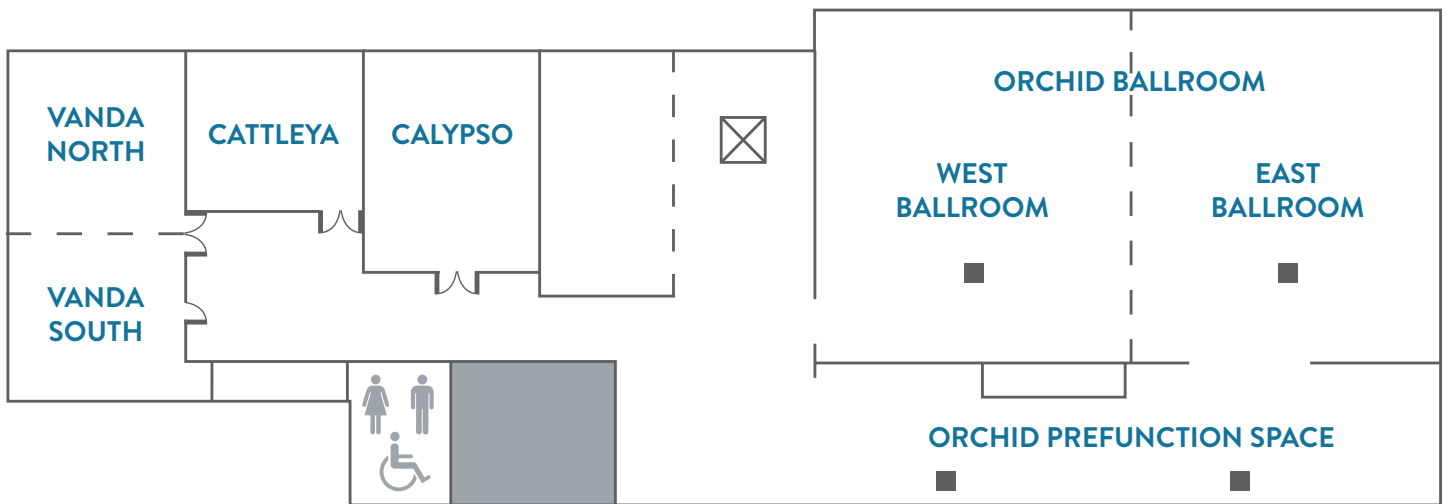 VANDA
NORTH
CATTLEYA
CALYPSO
ORCHID BALLROOM
WEST
BALLROOM
EAST
BALLROOM
VANDA
SOUTH
ORCHID PREFUNCTION SPACE